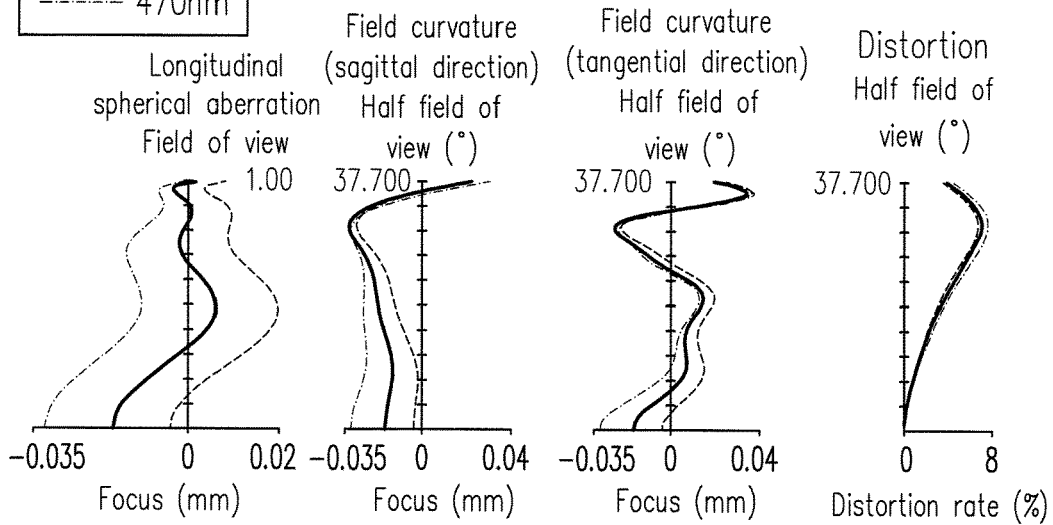 470nm
Longitudinal
spherical aberration
Field of view
1.00
-0.035 0 0.02
Focus (mm)
Field curvature
(sagittal direction)
Half field of
view (°)
37.700
-0.035 0 0.04
Focus (mm)
Field curvature
(tangential direction)
Half field of
view (°)
37.700
-0.035 0 0.04
Focus (mm)
Distortion
Half field of
view (°)
37.700
0 8
Distortion rate (%)